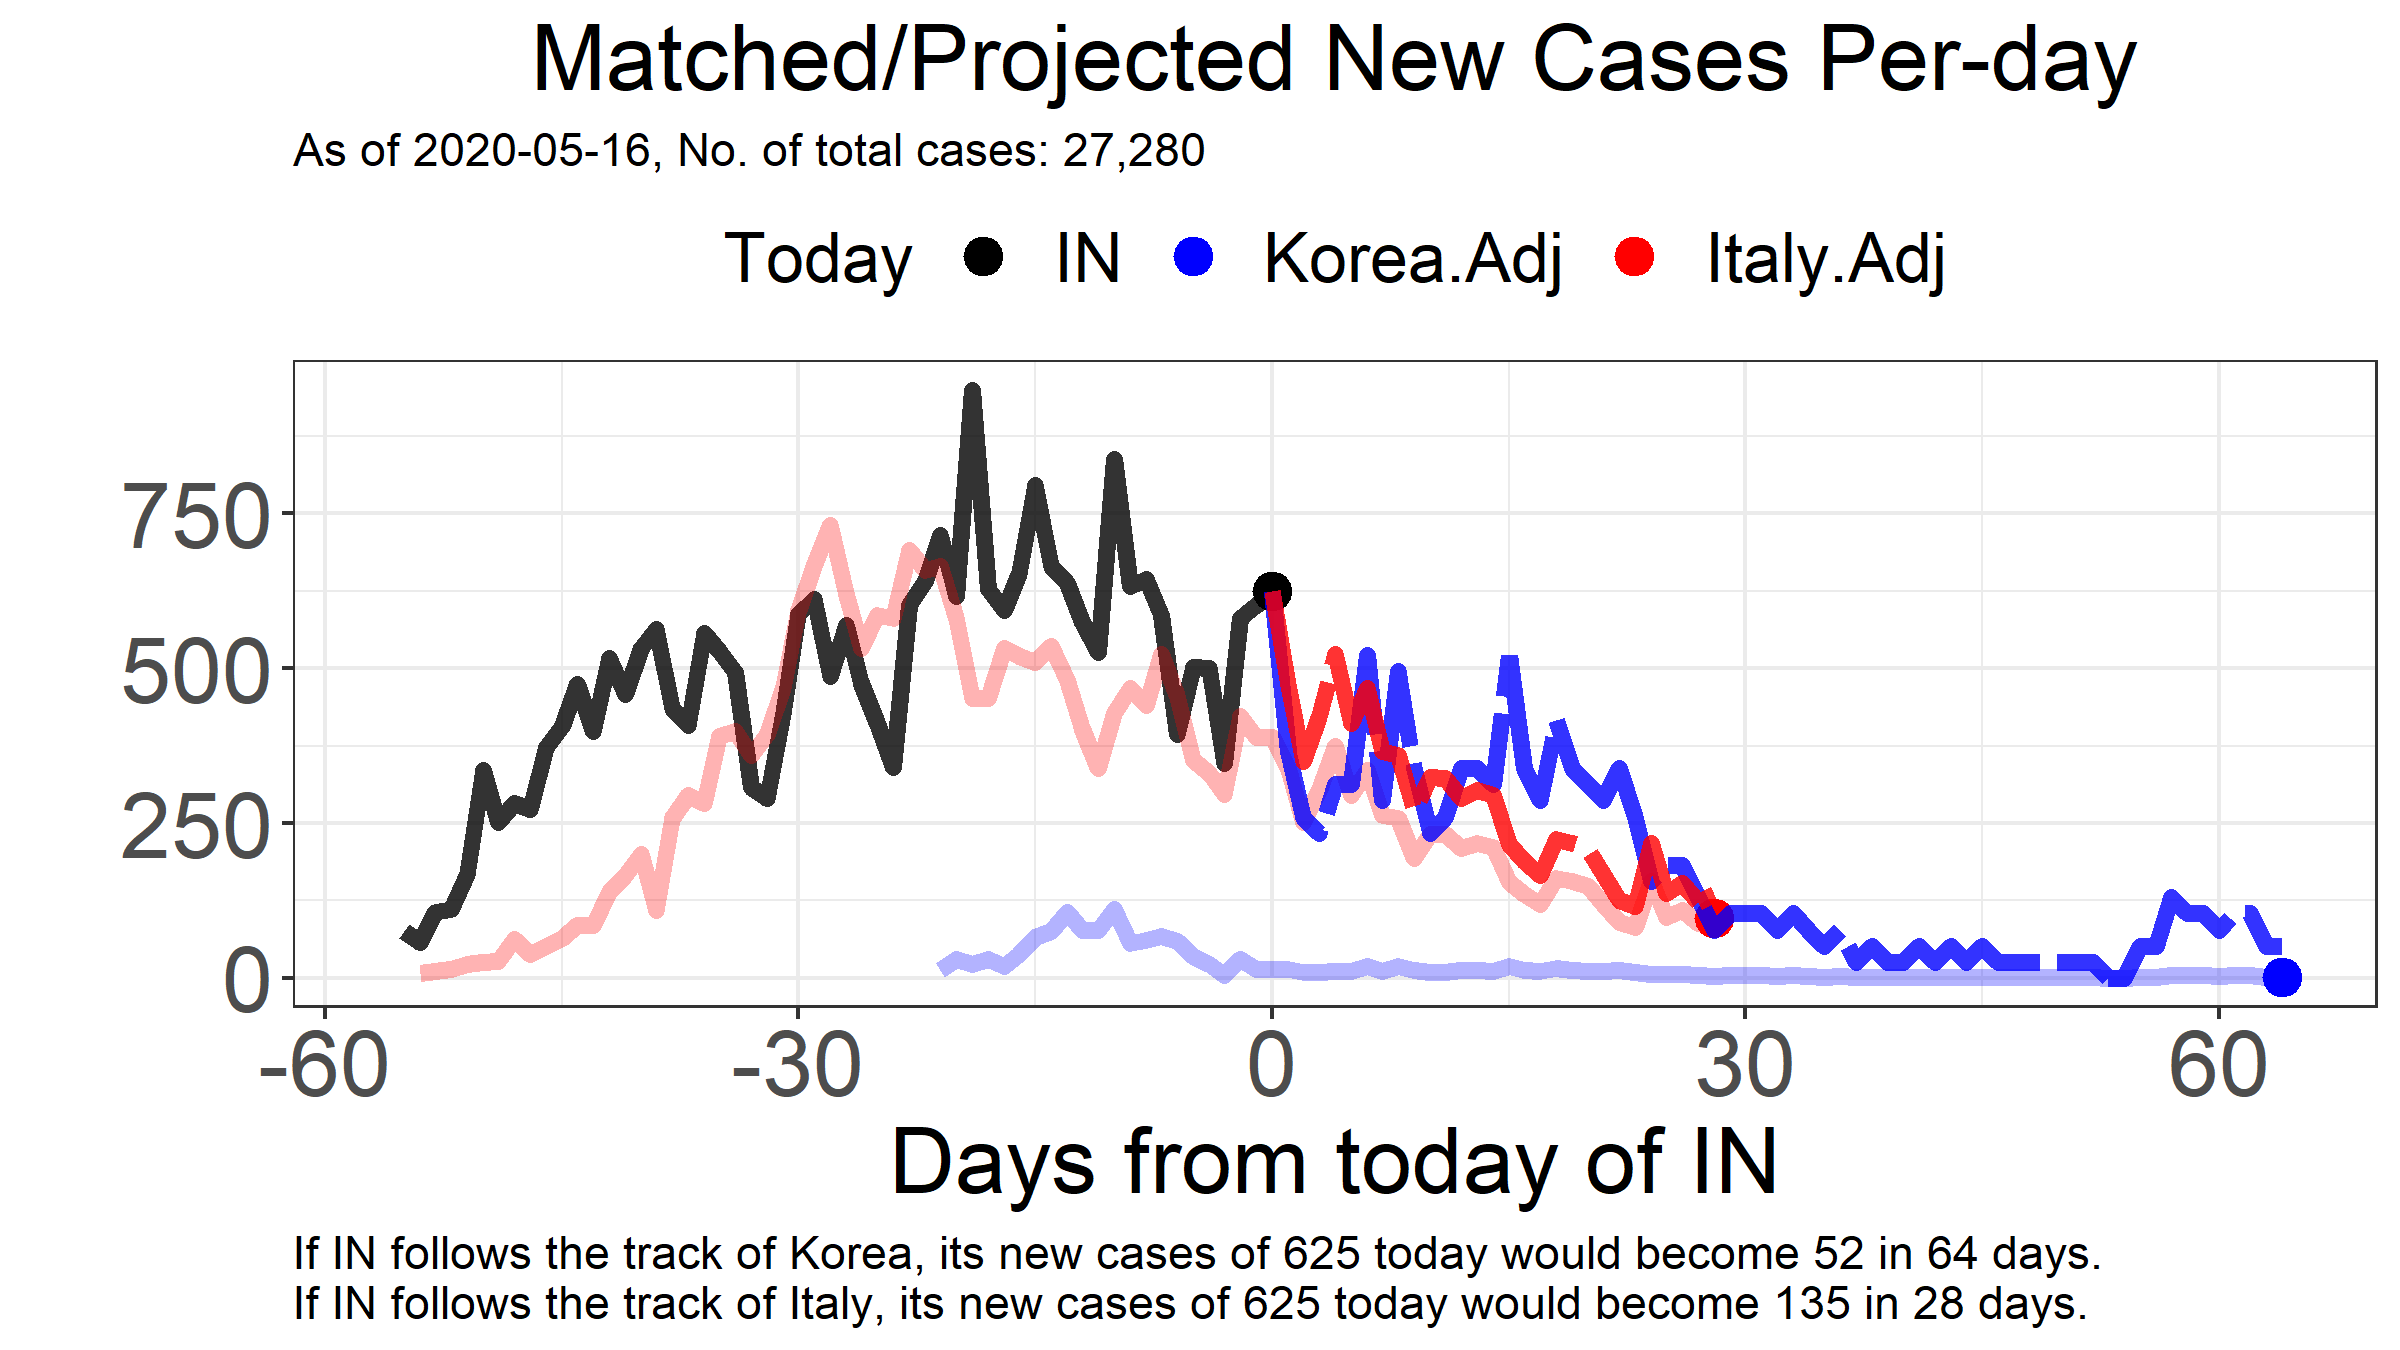 Matched/Projected New Cases Per-day
As of 2020-05-16, No. of total cases: 27,280
Today IN Korea.Adj Italy.Adj
750
500
250
0
-60 -30 0 30 60
Days from today of IN
If IN follows the track of Korea, its new cases of 625 today would become 52 in 64 days.
If IN follows the track of Italy, its new cases of 625 today would become 135 in 28 days.